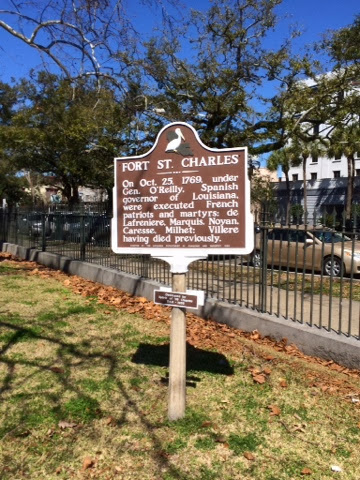 FORT ST. CHARLES
On Oct. 25, 1769, under
Gen. O'Reilly, Spanish
governor of Louisiana,
were executed French
patriots and martyrs: de
Lafreniere, Marquis, Noyan,
Caresse, Milhet; Villere
having died previously.